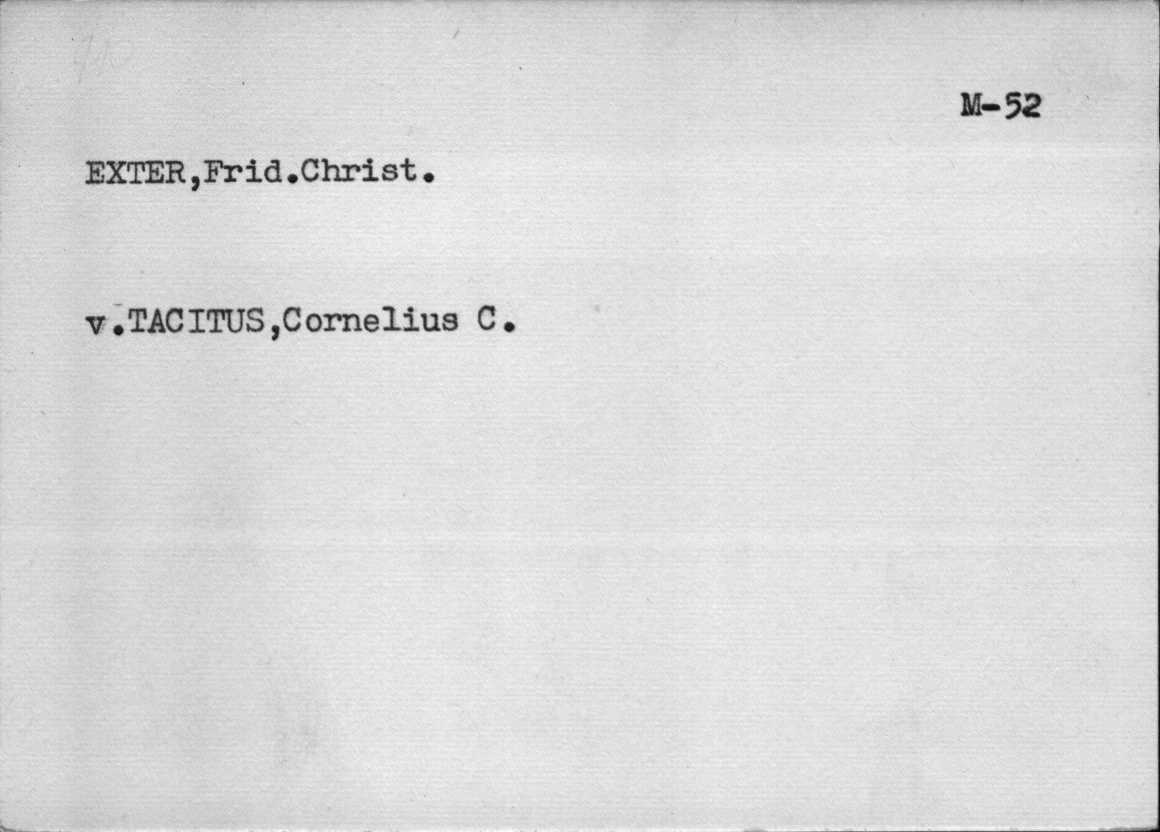 M-52
EXTER,Frid.Christ.
v.TACITUS,Cornelius C.